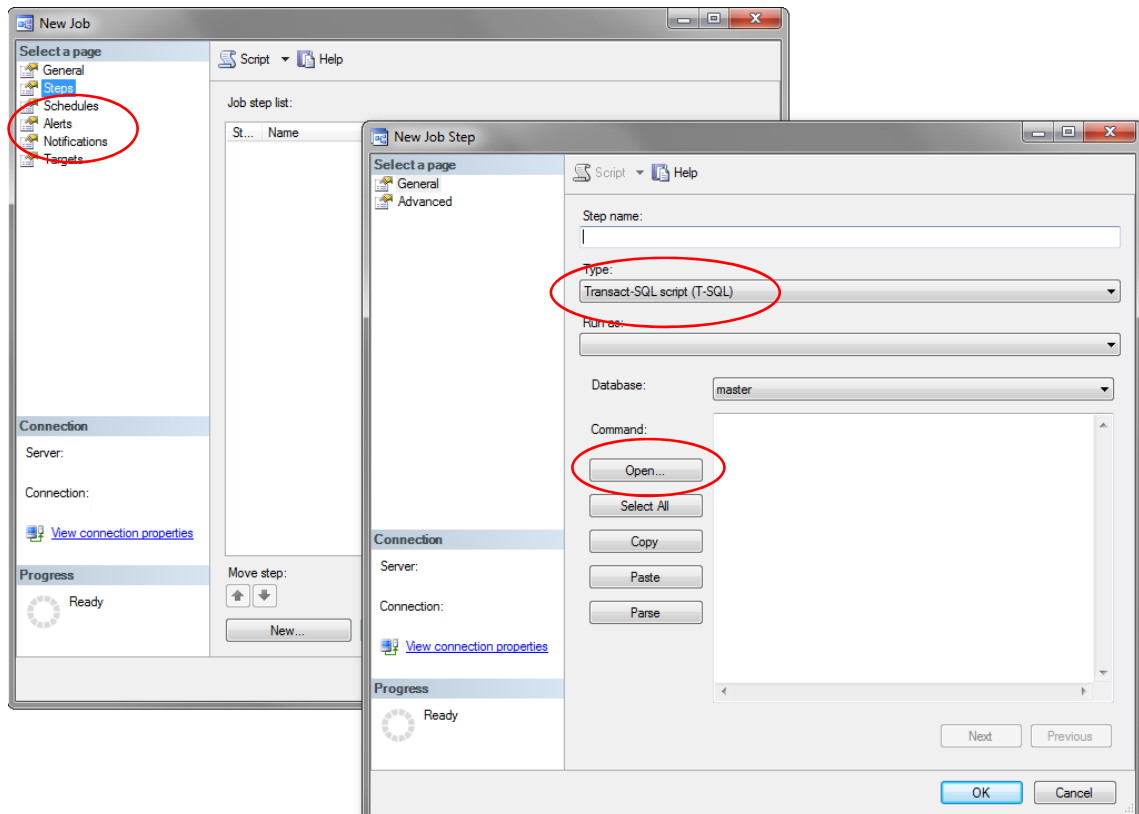 New Job
Select a page
General
Steps
Schedules
Alerts
Notifications
Targets
Script
Help
Job step list:
St... Name
Connection
Server:
Connection:
View connection properties
Progress
Ready
Move step:
New...
New Job Step
Select a page
General
Advanced
Script
Help
Step name:
Type:
Transact-SQL script (T-SQL)
Run as:
Database:
master
Command:
Open...
Select All
Copy
Paste
Parse
Connection
Server:
Connection:
View connection properties
Progress
Ready
Next
Previous
OK
Cancel